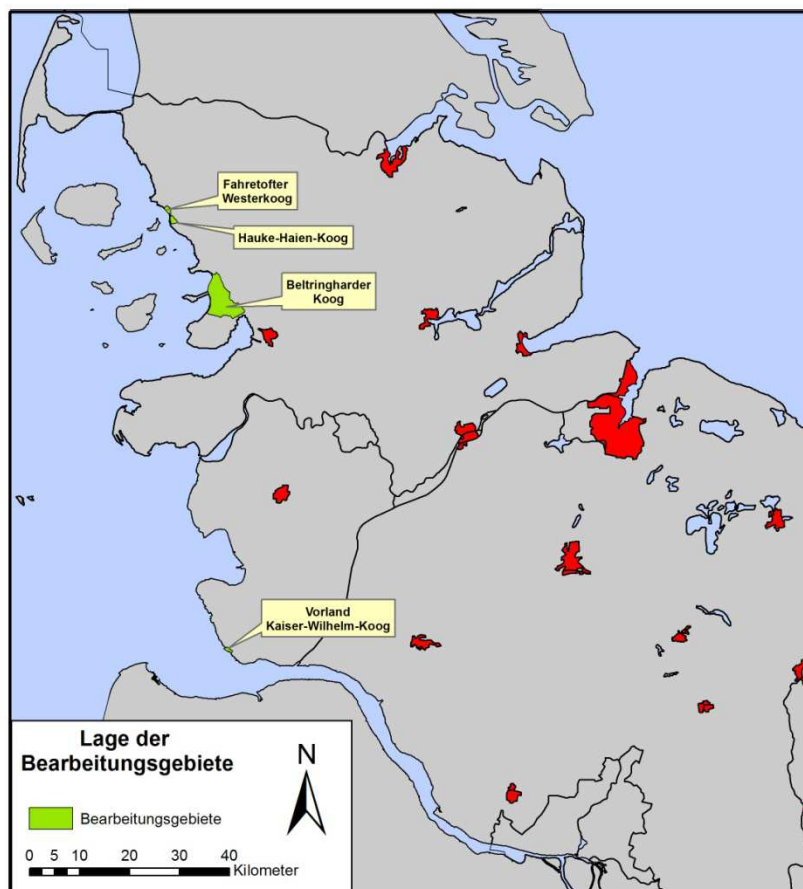 Fahretofter
Westerkoog
Hauke-Haien-Koog
Beltringharder
Koog
Vorland
Kaiser-Wilhelm-Koog
Lage der
Bearbeitungsgebiete
N
Bearbeitungsgebiete
0 5 10 20 30 40
Kilometer